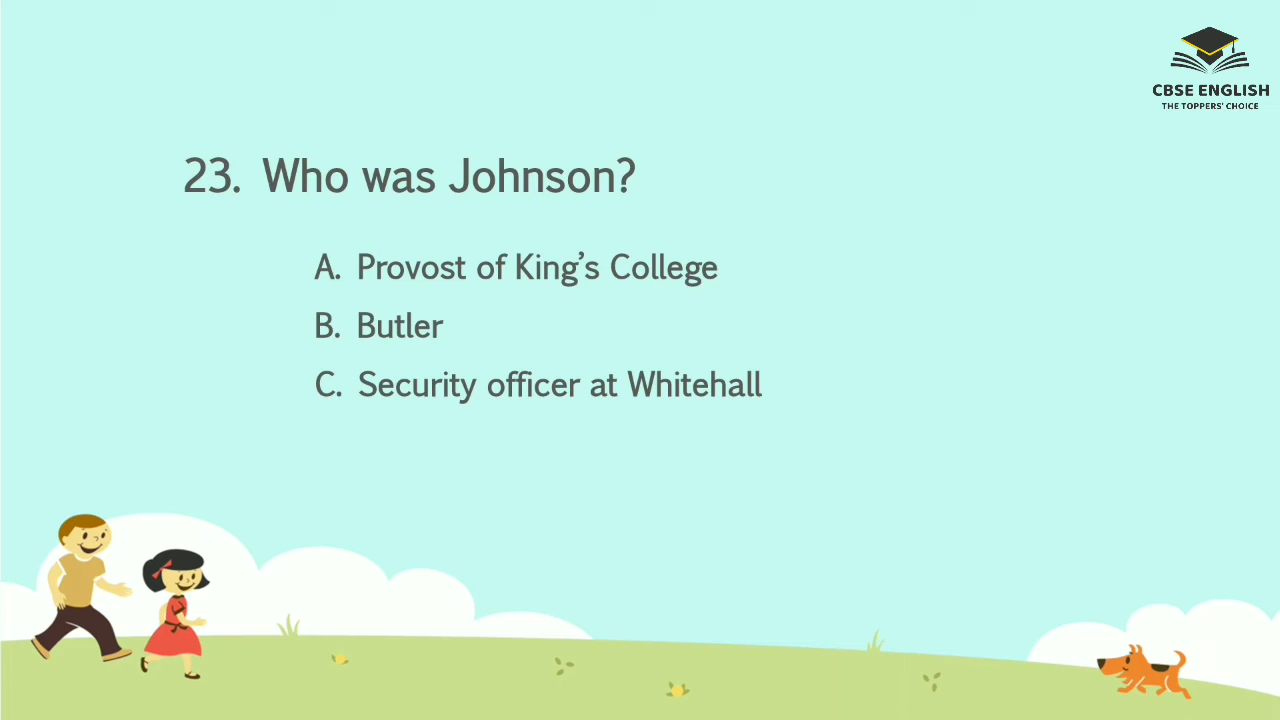 CBSE ENGLISH
THE TOPPERS' CHOICE
23. Who was Johnson?
A. Provost of King’s College
B. Butler
C. Security officer at Whitehall